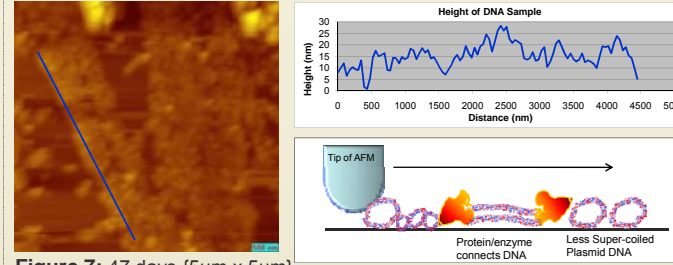 Height of DNA Sample
Height (nm)
30
25
20
15
10
5
0
0 500 1000 1500 2000 2500 3000 3500 4000 4500 500
Distance (nm)
Tip of AFM
Protein/enzyme
connects DNA
Less Super-coiled
Plasmid DNA
Figure 7: 47 days {5um x 5um}